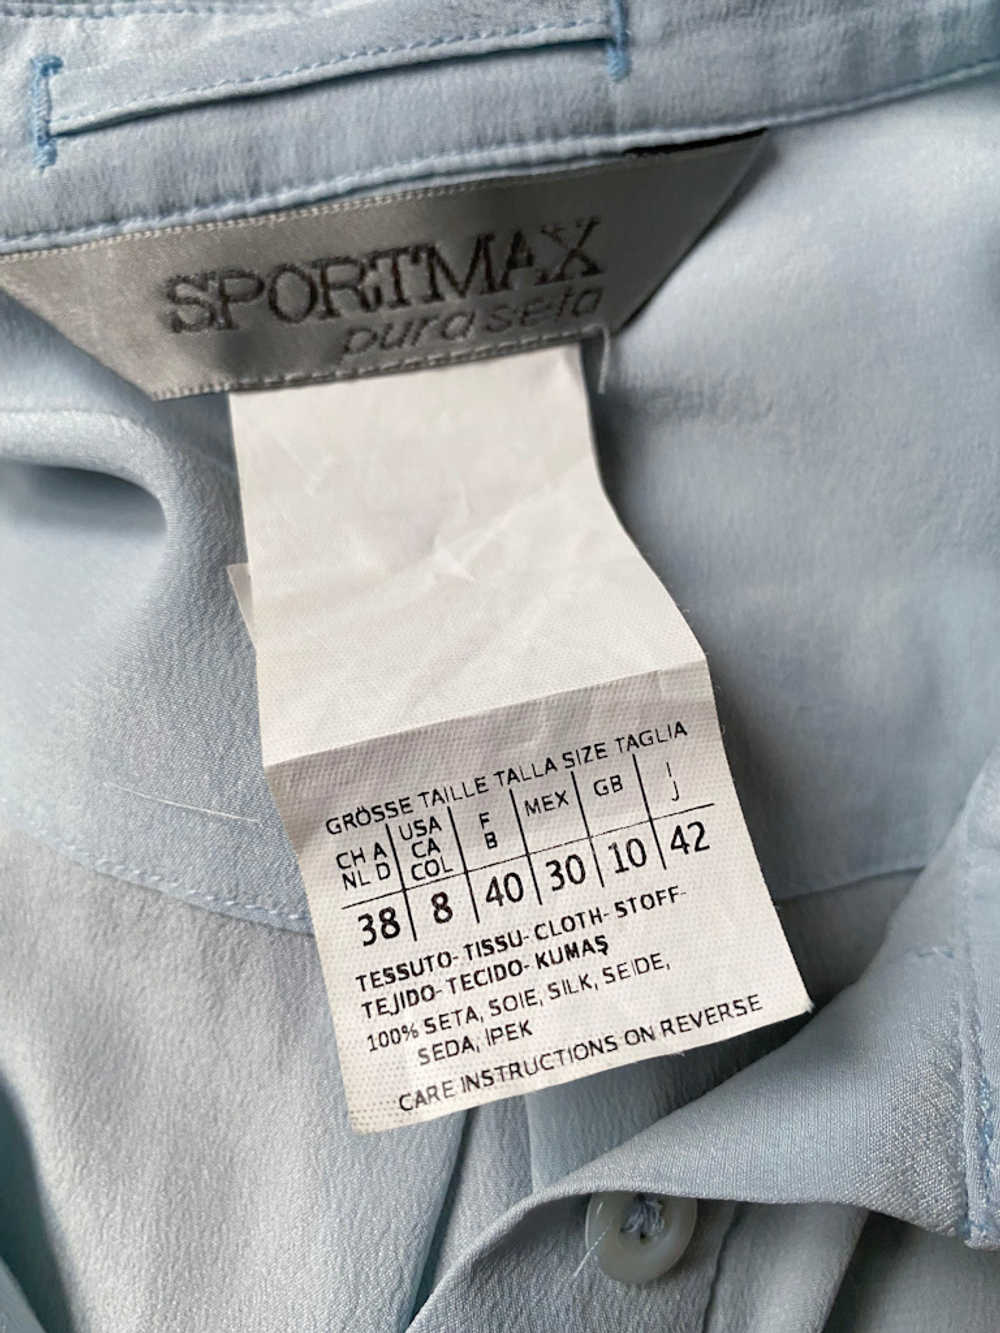 SPORTMAX
pura seta
GRÖSSE TAILLE TALLA SIZE TAGLIA
CH A NL D
USA CA COL
F B
MEX
GB
I J
38 8 40 30 10 42
TESSUTO- TISSU- CLOTH- STOFF-
TEJIDO- TECIDO- KUMAŞ
100% SETA, SOIE, SILK, SEIDE,
SEDA, İPEK
CARE INSTRUCTIONS ON REVERSE